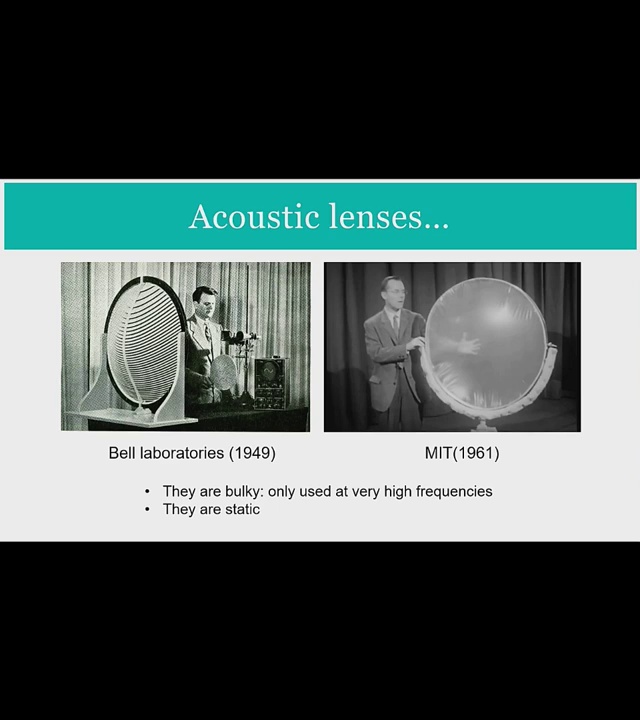 Acoustic lenses...
Bell laboratories (1949)
MIT(1961)
• They are bulky: only used at very high frequencies
• They are static